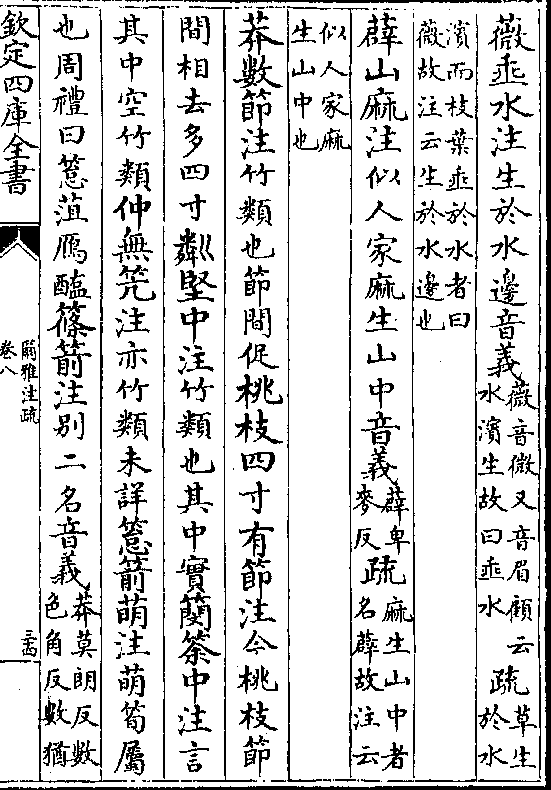 薇垂水注生於水邊音義薇音微又音眉顧云水濱生故曰垂水疏草生於水
濱而枝葉垂於水者曰薇故注云生於水邊也
薜山麻注似人家麻生山中音義薜卑麥反疏麻生山中者名薜故注云
似人家麻生山中也
莽數節注竹類也節間促桃枝四寸有節注今桃枝節
間相去多四寸粼堅中注竹類也其中實䉲筡中注言
其中空竹類仲無笐注亦竹類未詳箈箭萌注萌筍屬
也周禮曰箈菹鴈醢篠箭注别二名音義莽莫朗反數色角反數猶
欽定四庫全書
爾雅注疏
卷八
三十四